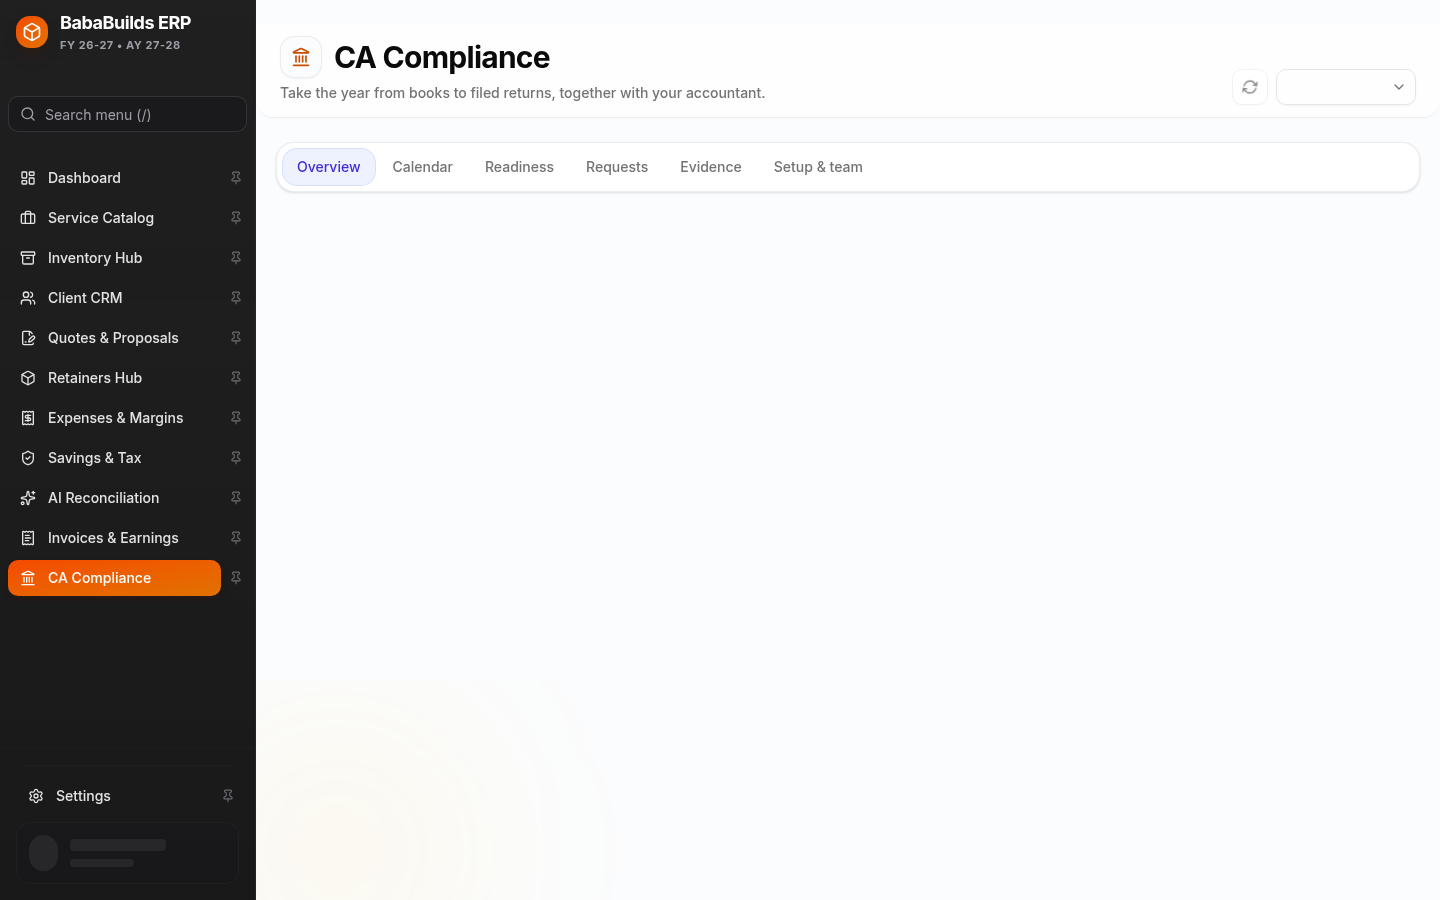 BabaBuilds ERP
FY 26-27 • AY 27-28
Search menu (/)
Dashboard
Service Catalog
Inventory Hub
Client CRM
Quotes & Proposals
Retainers Hub
Expenses & Margins
Savings & Tax
AI Reconciliation
Invoices & Earnings
CA Compliance
Settings
CA Compliance
Take the year from books to filed returns, together with your accountant.
Overview Calendar Readiness Requests Evidence Setup & team